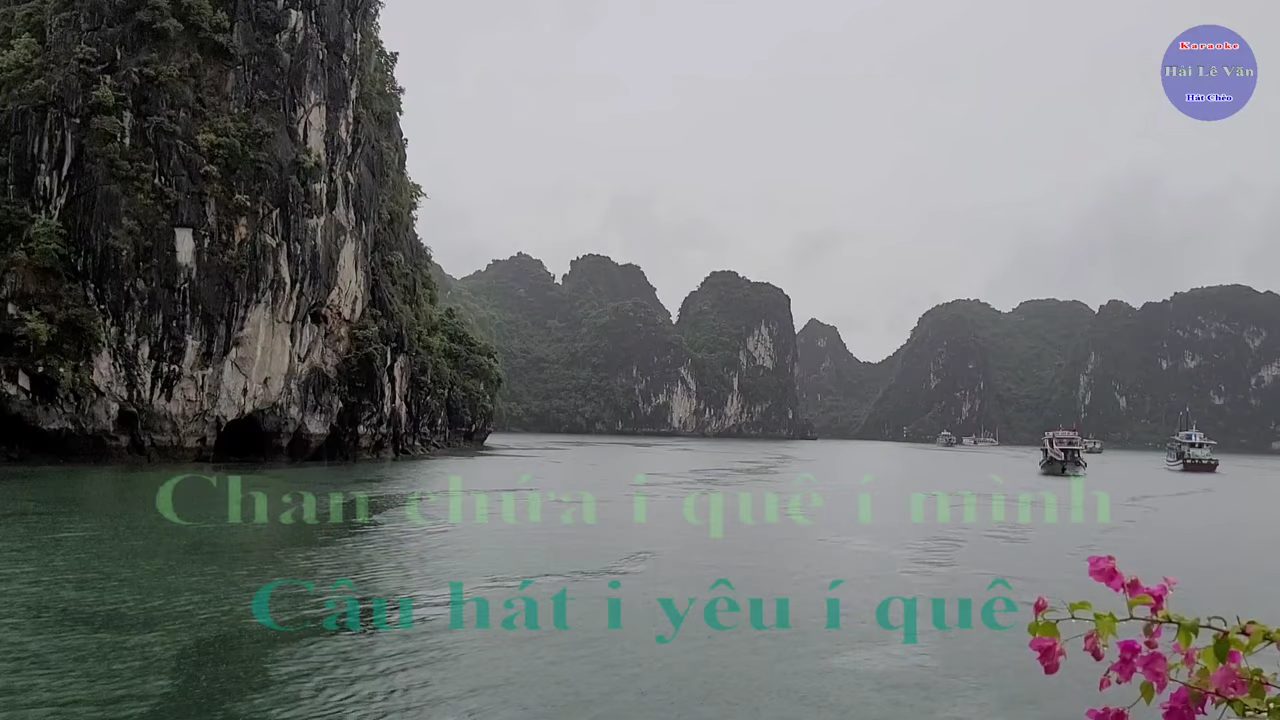 Karaoke
Hải Lê Văn
Hát Chèo
Chan chứa i quê í mình
Câu hát i yêu í quê